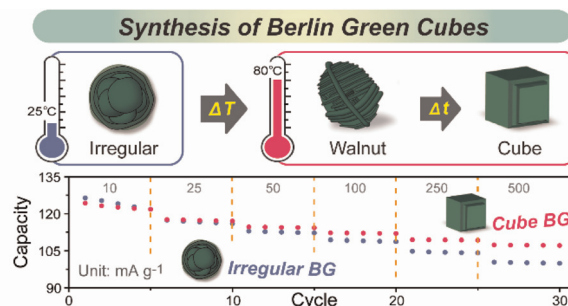 Synthesis of Berlin Green Cubes
25℃
Irregular
ΔT
80℃
Walnut
Δt
Cube
Capacity
135
120
105
90
10
25
50
100
250
500
Cube BG
Unit: mA g⁻¹
Irregular BG
0
10
20
30
Cycle